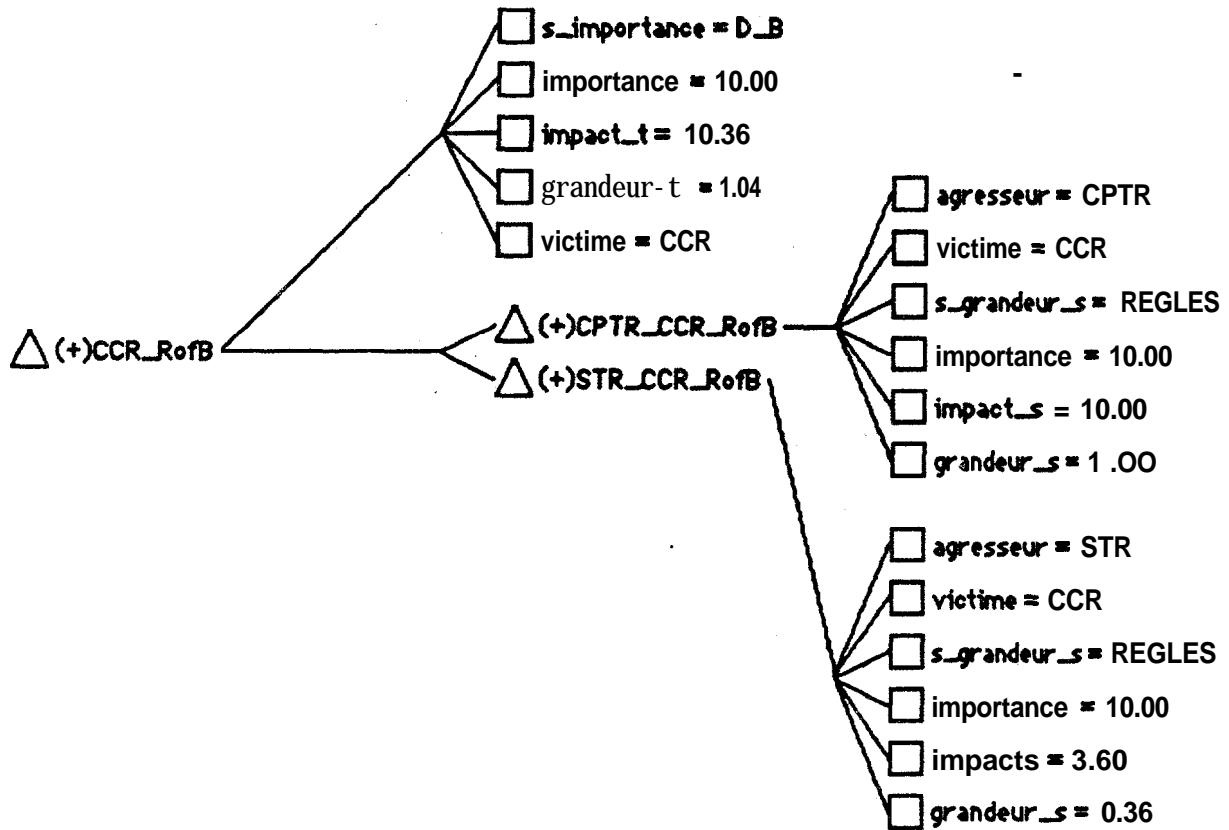 s_importance = D_B
importance = 10.00
impact_t = 10.36
grandeur-t = 1.04
victime = CCR
(+)CCR_RofB
(+)CPTR_CCR_RofB
(+)STR_CCR_RofB
agresseur = CPTR
victime = CCR
s_grandeur_s = REGLES
importance = 10.00
impact_s = 10.00
grandeur_s = 1 .OO
agresseur = STR
victime = CCR
s_grandeur_s = REGLES
importance = 10.00
impacts = 3.60
grandeur_s = 0.36